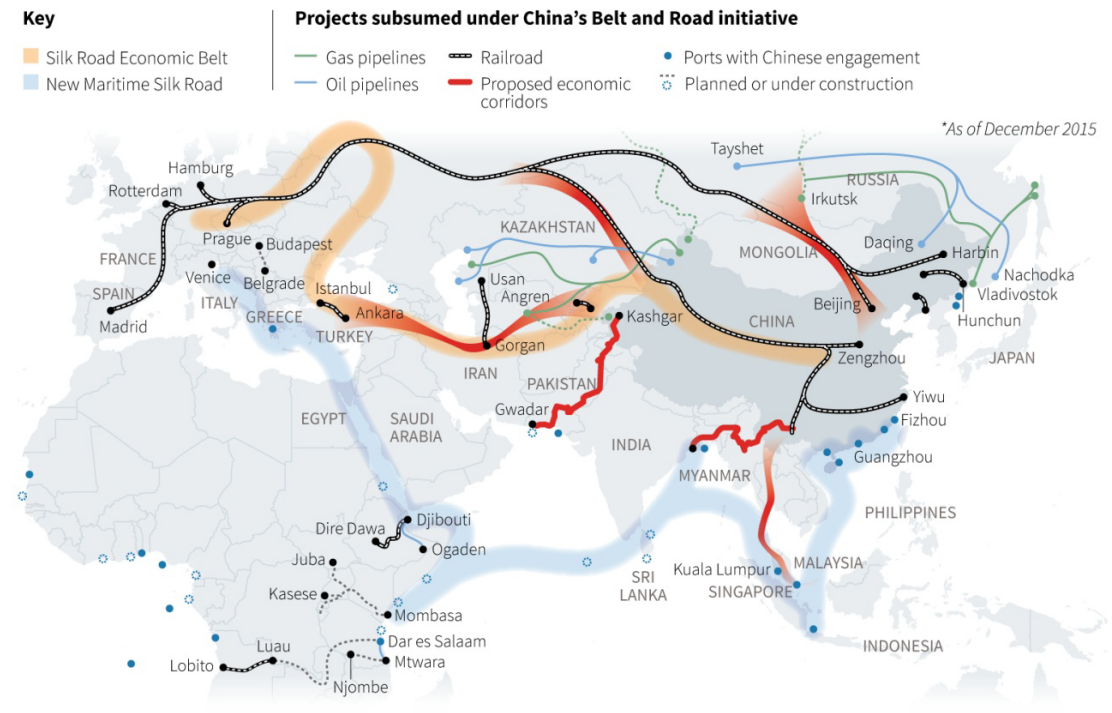 Key
Projects subsumed under China's Belt and Road initiative
Silk Road Economic Belt
New Maritime Silk Road
Gas pipelines
Oil pipelines
Railroad
Proposed economic
corridors
Ports with Chinese engagement
Planned or under construction
*As of December 2015
Tayshet
Hamburg
Rotterdam
RUSSIA
Irkutsk
KAZAKHSTAN
Prague
Budapest
MONGOLIA
Daqing
Harbin
FRANCE
Venice
Belgrade
Usan
Nachodka
SPAIN
ITALY
Istanbul
Angren
Beijing
Vladivostok
GREECE
Ankara
Kashgar
CHINA
Hunchun
Madrid
TURKEY
Gorgan
Zengzhou
JAPAN
IRAN
PAKISTAN
Yiwu
Gwadar
EGYPT
SAUDI
ARABIA
Fizhou
INDIA
Guangzhou
MYANMAR
PHILIPPINES
Djibouti
Dire Dawa
Ogaden
Juba
Kuala Lumpur
MALAYSIA
SRI
LANKA
SINGAPORE
Kasese
Mombasa
Dar es Salaam
INDONESIA
Luau
Lobito
Mtwara
Njombe